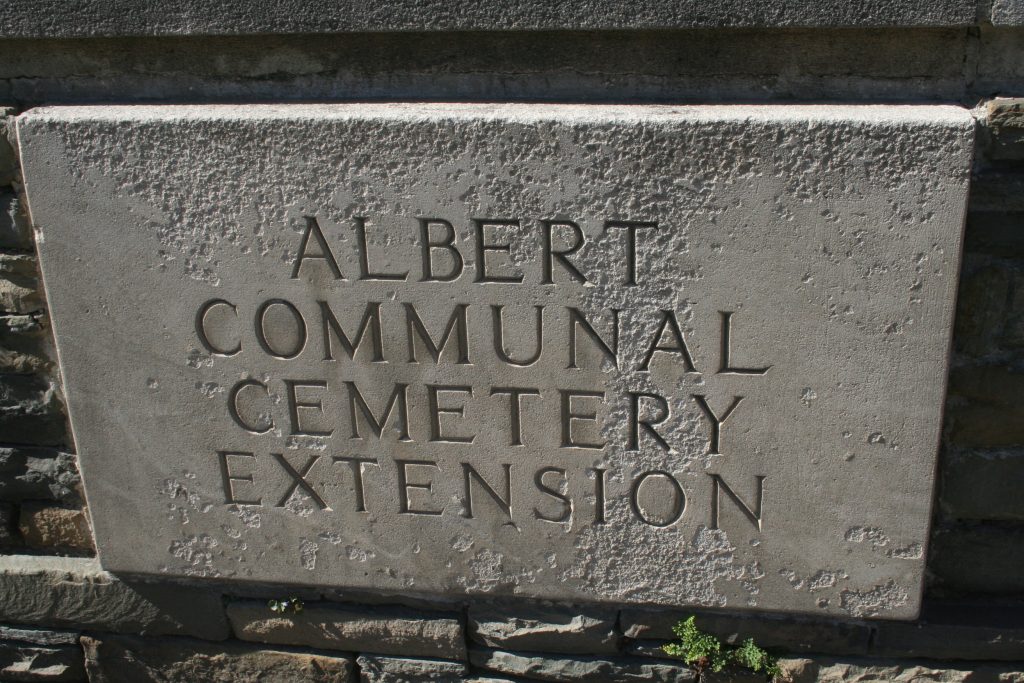 ALBERT
COMMUNAL
CEMETERY
EXTENSION